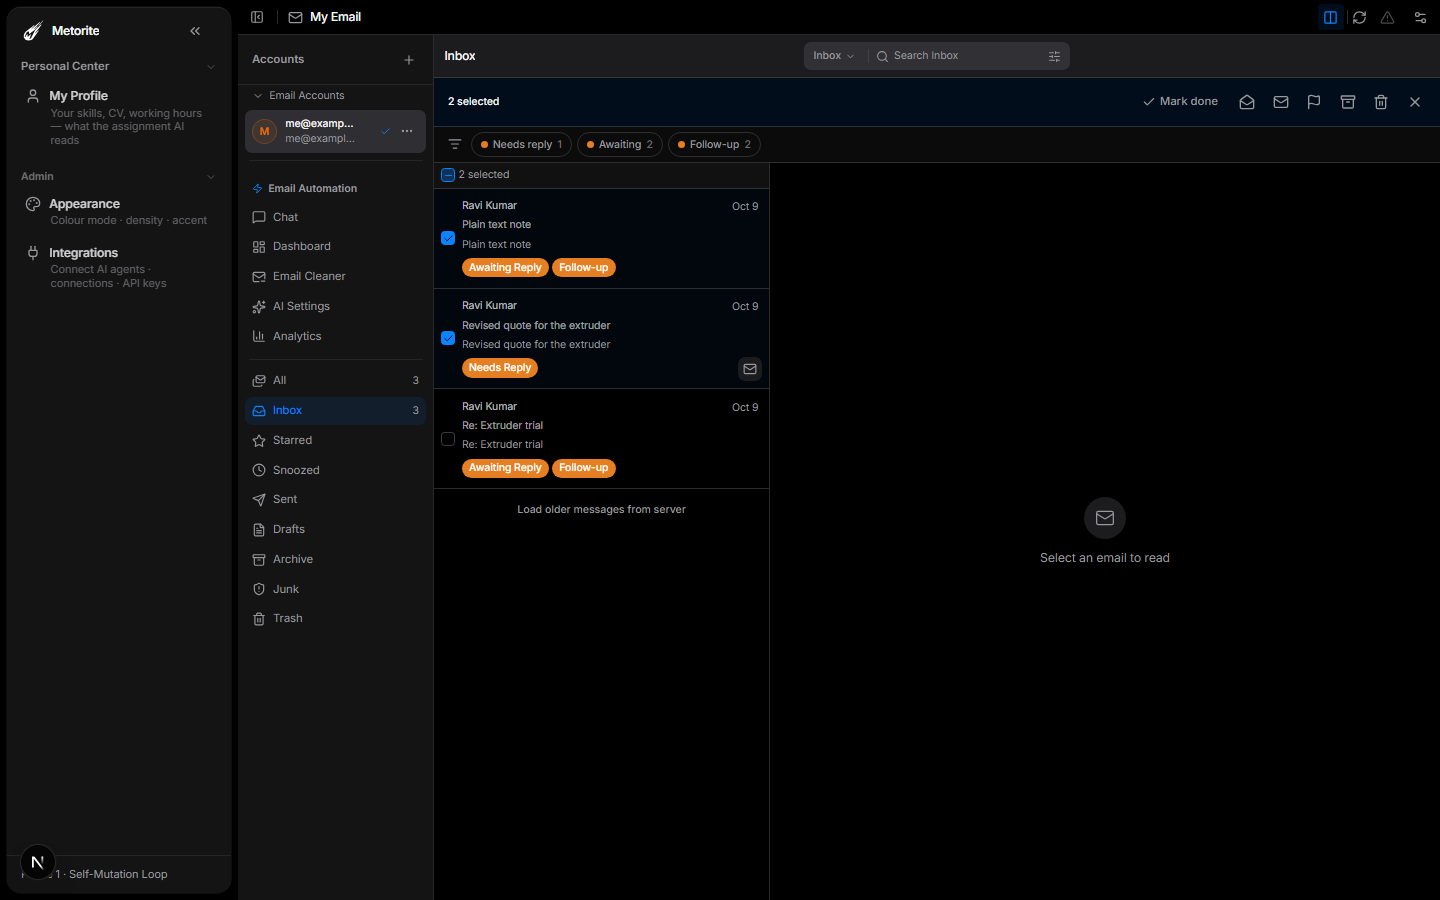 Metorite
Personal Center
My Profile
Your skills, CV, working hours
— what the assignment AI
reads
Admin
Appearance
Colour mode · density · accent
Integrations
Connect AI agents ·
connections · API keys
N
1 · Self-Mutation Loop
My Email
Accounts
Email Accounts
M
me@examp...
me@exampl...
Email Automation
Chat
Dashboard
Email Cleaner
AI Settings
Analytics
All 3
Inbox 3
Starred
Snoozed
Sent
Drafts
Archive
Junk
Trash
Inbox
Inbox Search Inbox
2 selected
Mark done
Needs reply 1 Awaiting 2 Follow-up 2
2 selected
Ravi Kumar Oct 9
Plain text note
Plain text note
Awaiting Reply Follow-up
Ravi Kumar Oct 9
Revised quote for the extruder
Revised quote for the extruder
Needs Reply
Ravi Kumar Oct 9
Re: Extruder trial
Re: Extruder trial
Awaiting Reply Follow-up
Load older messages from server
Select an email to read